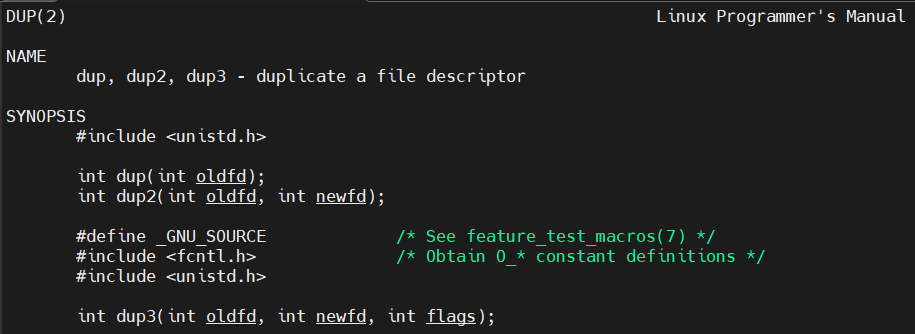 DUP(2) Linux Programmer's Manual
NAME
dup, dup2, dup3 - duplicate a file descriptor
SYNOPSIS
#include <unistd.h>
int dup(int oldfd);
int dup2(int oldfd, int newfd);
#define _GNU_SOURCE /* See feature_test_macros(7) */
#include <fcntl.h> /* Obtain O_* constant definitions */
#include <unistd.h>
int dup3(int oldfd, int newfd, int flags);